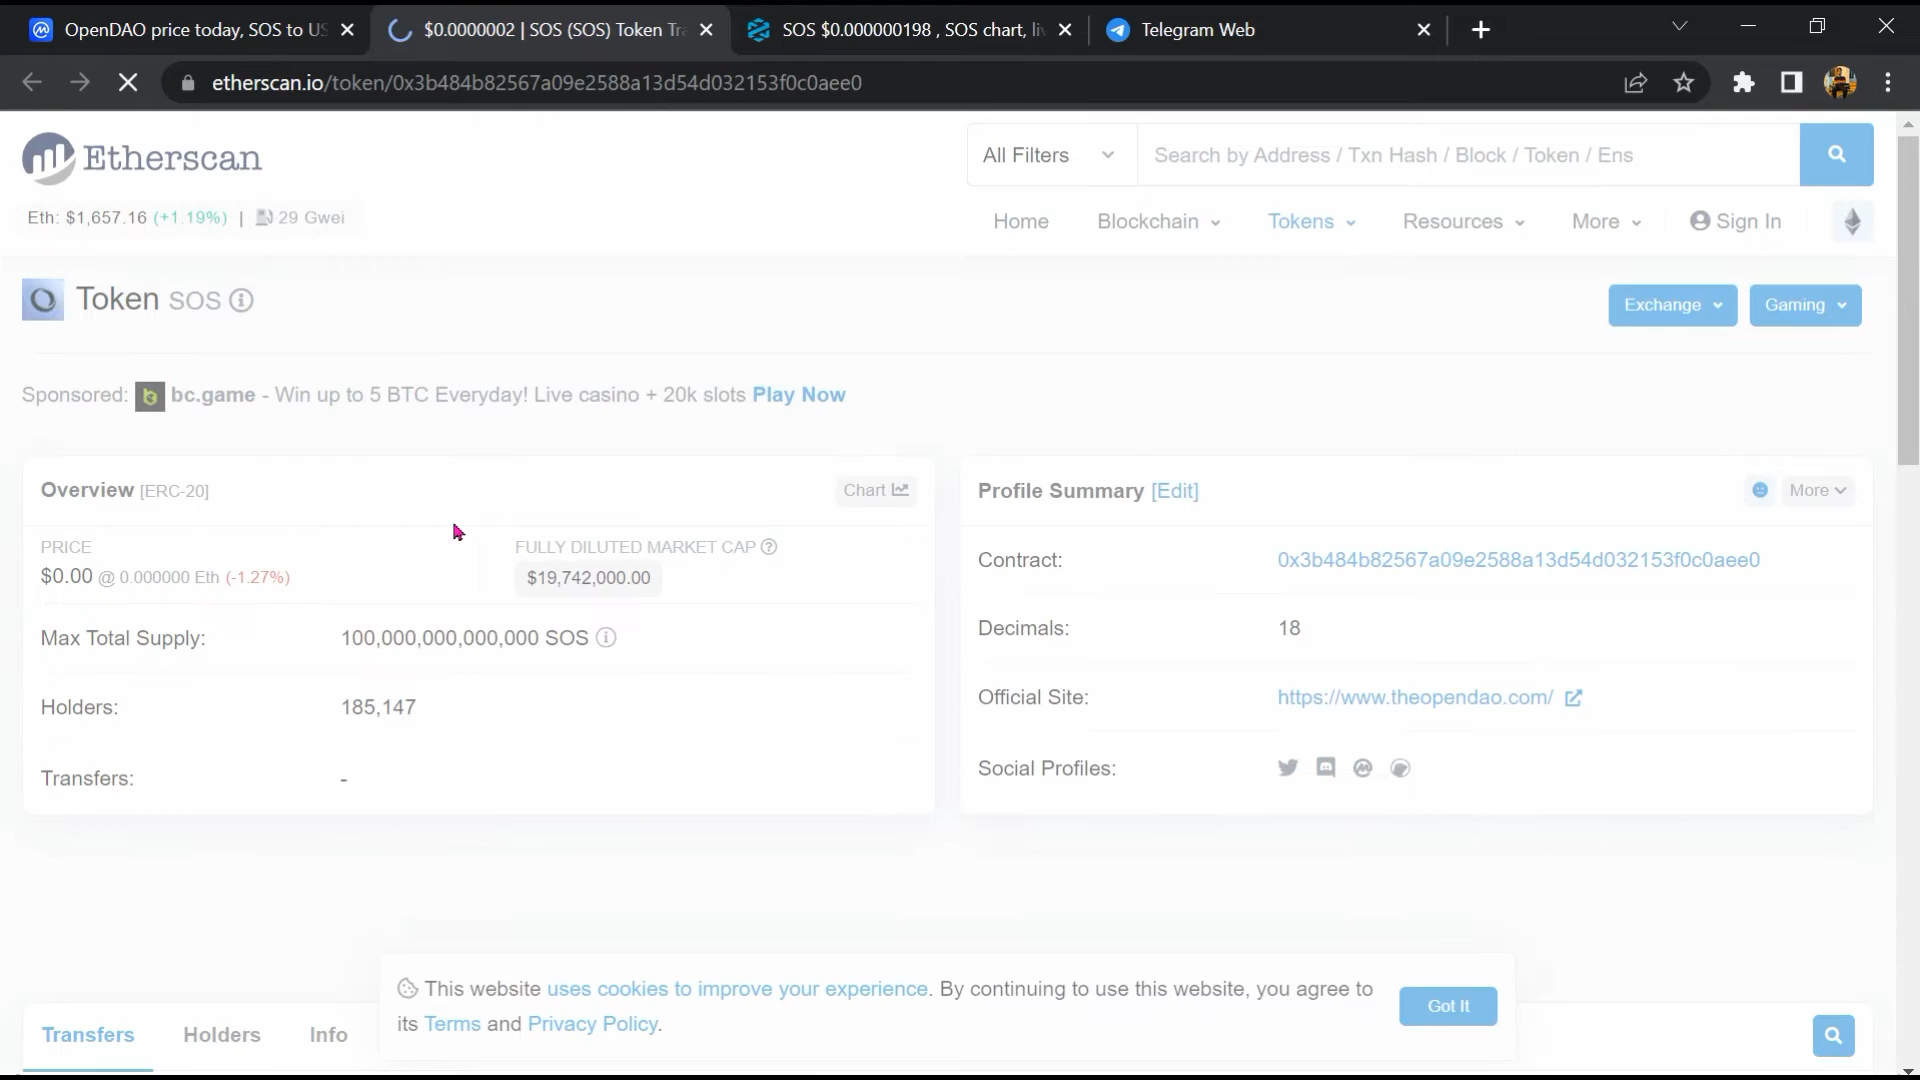 OpenDAO price today, SOS to US
$0.0000002 | SOS (SOS) Token Tra
SOS $0.000000198 , SOS chart, li
Telegram Web
etherscan.io/token/0x3b484b82567a09e2588a13d54d032153f0c0aee0
Etherscan
All Filters
Search by Address / Txn Hash / Block / Token / Ens
Eth: $1,657.16 (+1.19%) | 29 Gwei
Home Blockchain Tokens Resources More Sign In
Token SOS
Exchange
Gaming
Sponsored: bc.game - Win up to 5 BTC Everyday! Live casino + 20k slots Play Now
Overview [ERC-20]
Chart
PRICE
$0.00 @ 0.000000 Eth (-1.27%)
FULLY DILUTED MARKET CAP
$19,742,000.00
Max Total Supply: 100,000,000,000,000 SOS
Holders: 185,147
Transfers: -
Profile Summary [Edit]
More
Contract: 0x3b484b82567a09e2588a13d54d032153f0c0aee0
Decimals: 18
Official Site: https://www.theopendao.com/
Social Profiles:
This website uses cookies to improve your experience. By continuing to use this website, you agree to
its Terms and Privacy Policy.
Got It
Transfers Holders Info